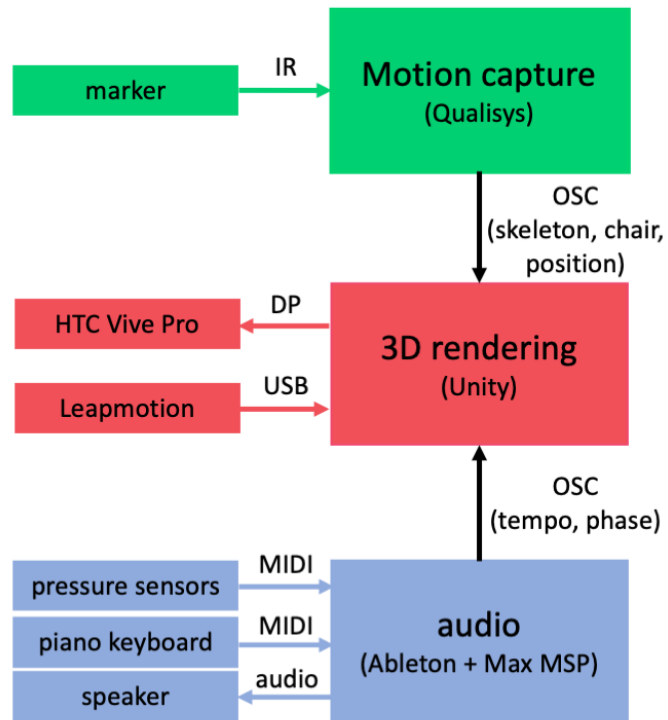 marker
IR
Motion capture
(Qualisys)
OSC
(skeleton, chair,
position)
HTC Vive Pro
DP
3D rendering
(Unity)
Leapmotion
USB
OSC
(tempo, phase)
pressure sensors
MIDI
piano keyboard
MIDI
speaker
audio
audio
(Ableton + Max MSP)